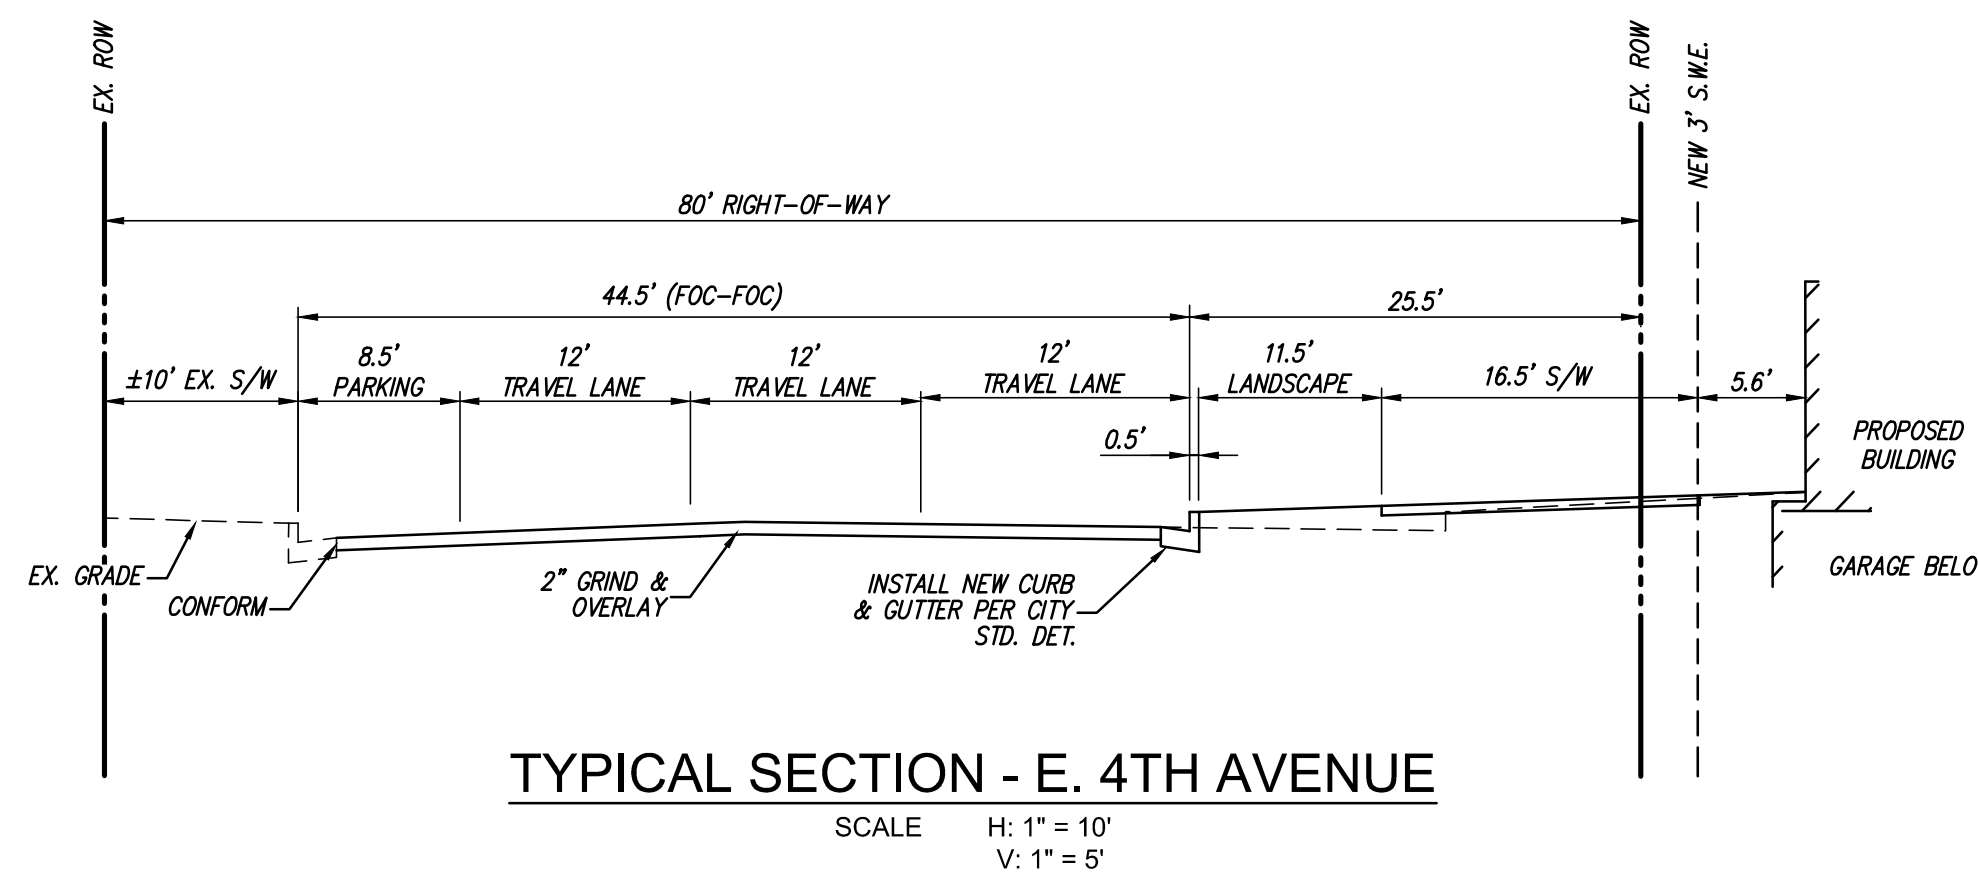 EX. ROW
EX. ROW
NEW 3' S.W.E.
80' RIGHT-OF-WAY
44.5' (FOC-FOC)
25.5'
±10' EX. S/W
8.5'
PARKING
12'
TRAVEL LANE
12'
TRAVEL LANE
12'
TRAVEL LANE
11.5'
LANDSCAPE
16.5' S/W
5.6'
0.5'
PROPOSED
BUILDING
EX. GRADE
CONFORM
2" GRIND &
OVERLAY
INSTALL NEW CURB
& GUTTER PER CITY
STD. DET.
GARAGE BELO
TYPICAL SECTION - E. 4TH AVENUE
SCALE H: 1" = 10'
V: 1" = 5'